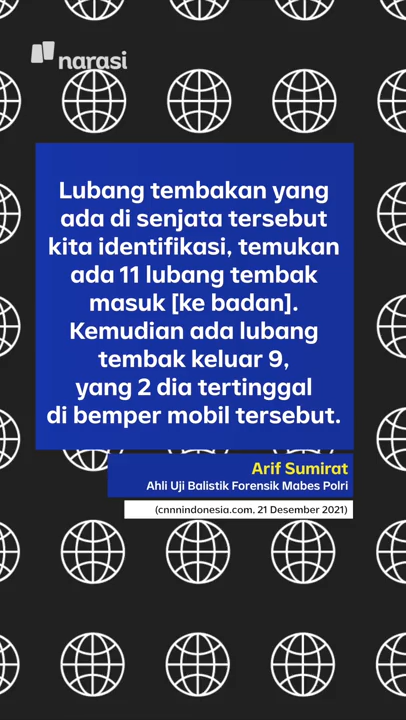 narasi
Lubang tembakan yang
ada di senjata tersebut
kita identifikasi, temukan
ada 11 lubang tembak
masuk [ke badan].
Kemudian ada lubang
tembak keluar 9,
yang 2 dia tertinggal
di bemper mobil tersebut.
Arif Sumirat
Ahli Uji Balistik Forensik Mabes Polri
(cnnnindonesia.com. 21 Desember 2021)